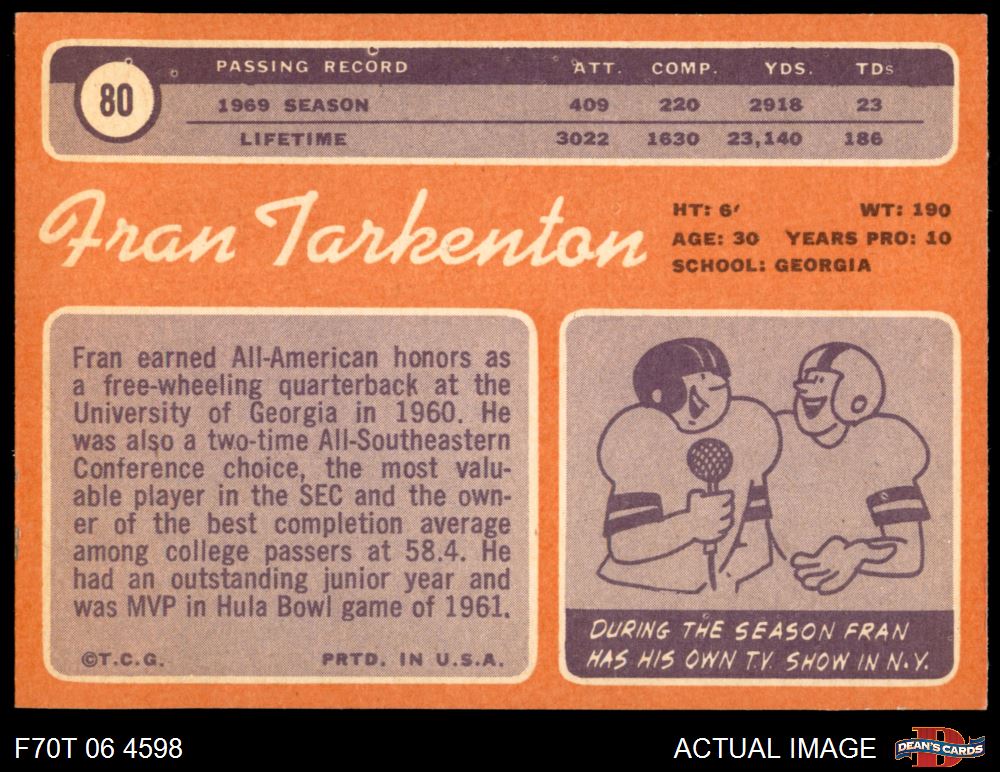 80
PASSING RECORD ATT. COMP. YDS. TDs
1969 SEASON 409 220 2918 23
LIFETIME 3022 1630 23,140 186
Fran Tarkenton
HT: 6' WT: 190
AGE: 30 YEARS PRO: 10
SCHOOL: GEORGIA
Fran earned All-American honors as
a free-wheeling quarterback at the
University of Georgia in 1960. He
was also a two-time All-Southeastern
Conference choice, the most valu-
able player in the SEC and the own-
er of the best completion average
among college passers at 58.4. He
had an outstanding junior year and
was MVP in Hula Bowl game of 1961.
©T.C.G. PRTD. IN U.S.A.
DURING THE SEASON FRAN
HAS HIS OWN T.V. SHOW IN N.Y.
F70T 06 4598 ACTUAL IMAGE
D
DEAN'S CARDS